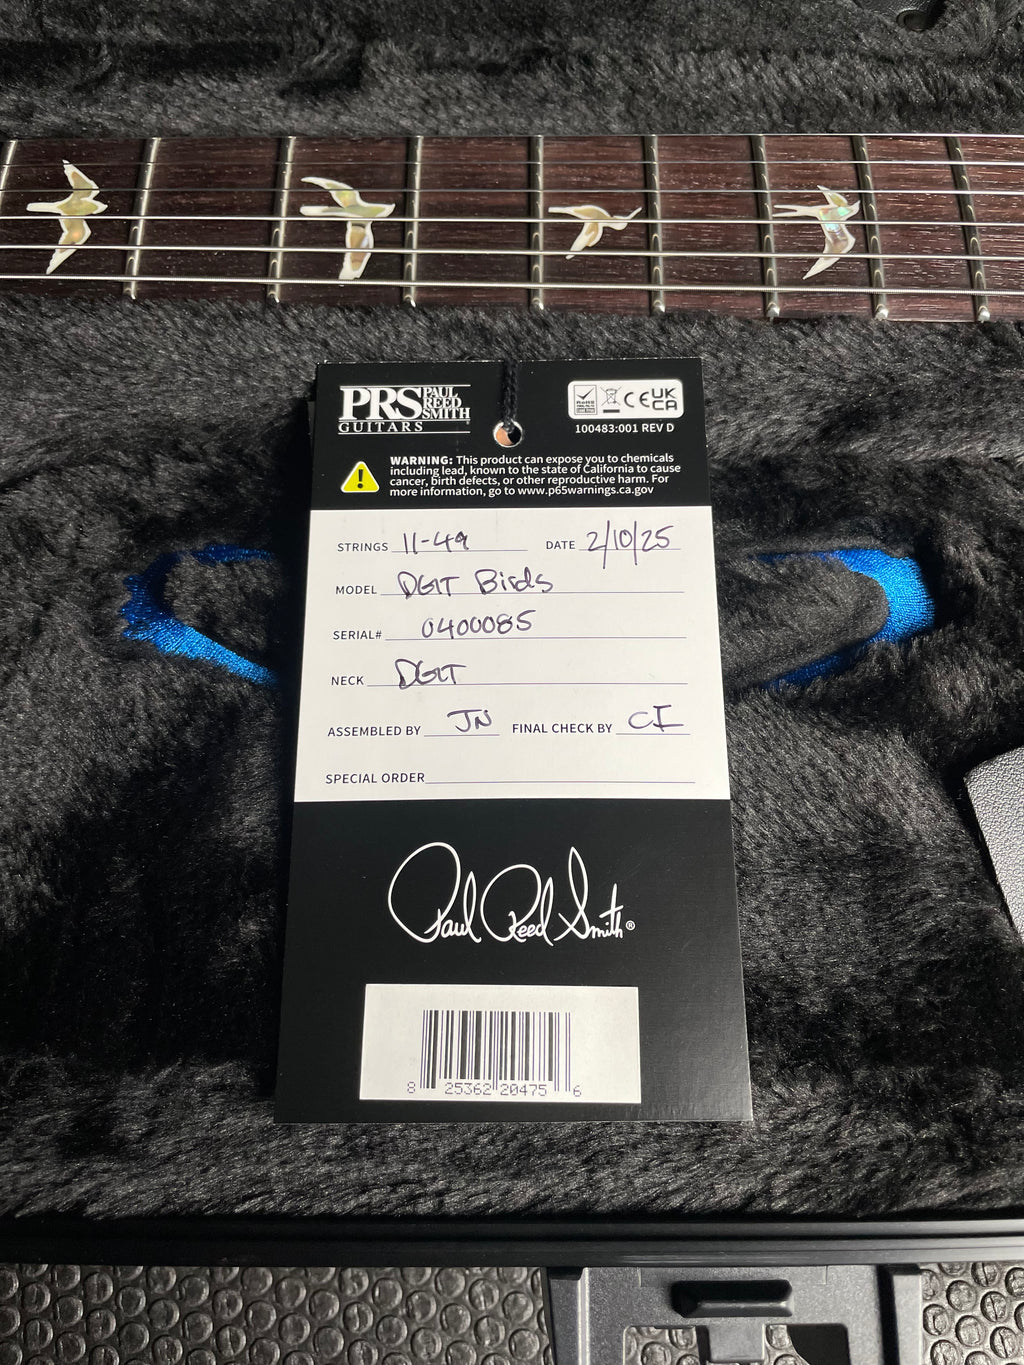 PRS PAUL REED SMITH
GUITARS
RoHS
CE UK CA
100483:001 REV D
WARNING: This product can expose you to chemicals
including lead, known to the state of California to cause
cancer, birth defects, or other reproductive harm. For
more information, go to www.p65warnings.ca.gov
STRINGS 11-49 DATE 2/10/25
MODEL DGT Birds
SERIAL# 0400085
NECK DGT
ASSEMBLED BY JN FINAL CHECK BY CI
SPECIAL ORDER
Paul Reed Smith®
8 25362 20475 6